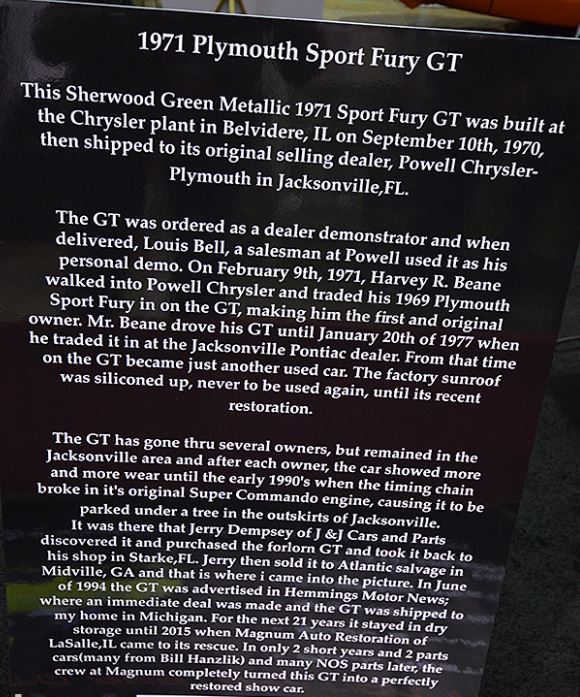 1971 Plymouth Sport Fury GT
This Sherwood Green Metallic 1971 Sport Fury GT was built at
the Chrysler plant in Belvidere, IL on September 10th, 1970,
then shipped to its original selling dealer, Powell Chrysler-
Plymouth in Jacksonville,FL.
The GT was ordered as a dealer demonstrator and when
delivered, Louis Bell, a salesman at Powell used it as his
personal demo. On February 9th, 1971, Harvey R. Beane
walked into Powell Chrysler and traded his 1969 Plymouth
Sport Fury in on the GT, making him the first and original
owner. Mr. Beane drove his GT until January 20th of 1977 when
he traded it in at the Jacksonville Pontiac dealer. From that time
on the GT became just another used car. The factory sunroof
was siliconed up, never to be used again, until its recent
restoration.
The GT has gone thru several owners, but remained in the
Jacksonville area and after each owner, the car showed more
and more wear until the early 1990's when the timing chain
broke in it's original Super Commando engine, causing it to be
parked under a tree in the outskirts of Jacksonville.
It was there that Jerry Dempsey of J &J Cars and Parts
discovered it and purchased the forlorn GT and took it back to
his shop in Starke,FL. Jerry then sold it to Atlantic salvage in
Midville, GA and that is where i came into the picture. In June
of 1994 the GT was advertised in Hemmings Motor News;
where an immediate deal was made and the GT was shipped to
my home in Michigan. For the next 21 years it stayed in dry
storage until 2015 when Magnum Auto Restoration of
LaSalle,IL came to its rescue. In only 2 short years and 2 parts
cars(many from Bill Hanzlik) and many NOS parts later, the
crew at Magnum completely turned this GT into a perfectly
restored show car.